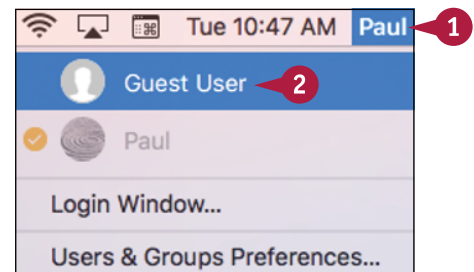 Tue 10:47 AM Paul 1
Guest User 2
Paul
Login Window...
Users & Groups Preferences...